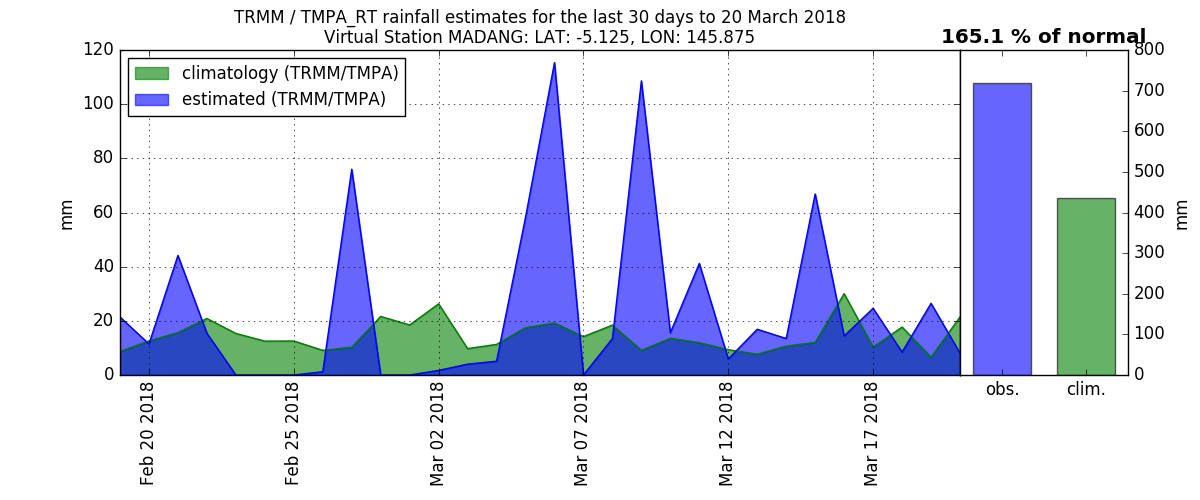 TRMM / TMPA_RT rainfall estimates for the last 30 days to 20 March 2018
Virtual Station MADANG: LAT: -5.125, LON: 145.875
165.1 % of normal
climatology (TRMM/TMPA)
estimated (TRMM/TMPA)
mm
120
100
80
60
40
20
0
Feb 20 2018
Feb 25 2018
Mar 02 2018
Mar 07 2018
Mar 12 2018
Mar 17 2018
800
700
600
500
400
300
200
100
0
mm
obs.
clim.